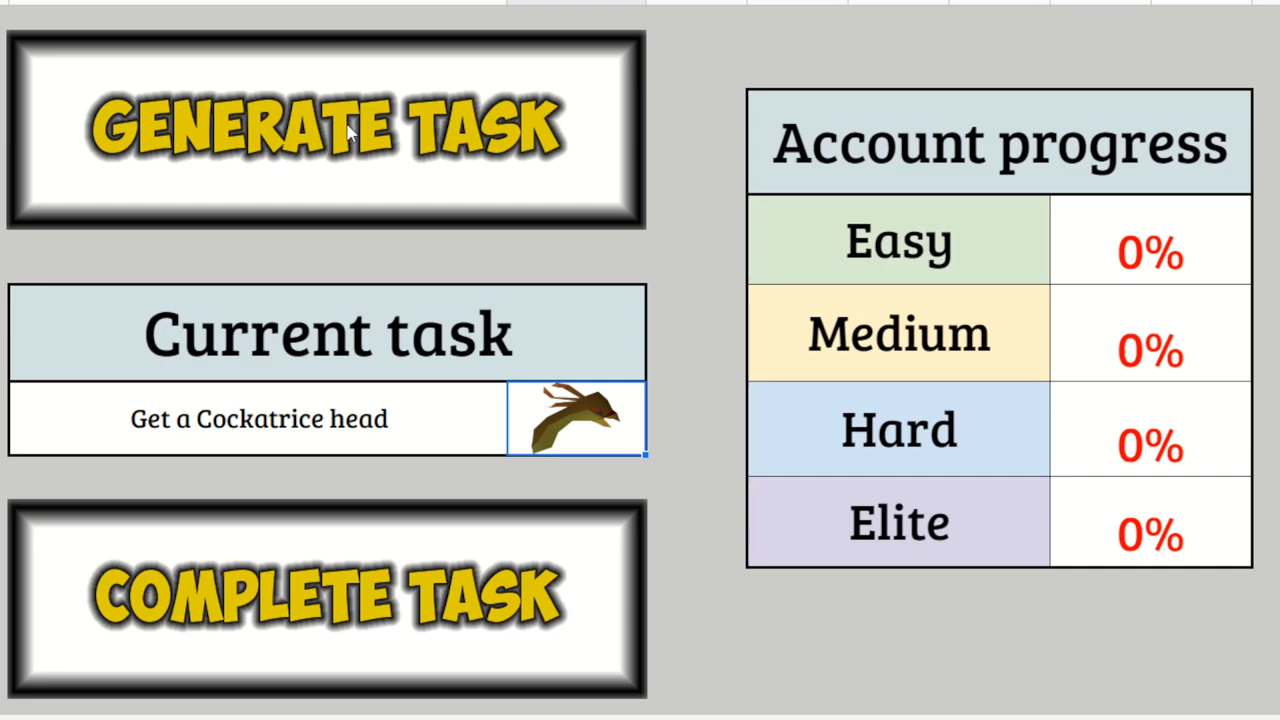 GENERATE TASK
Current task
Get a Cockatrice head
COMPLETE TASK
Account progress
Easy 0%
Medium 0%
Hard 0%
Elite 0%